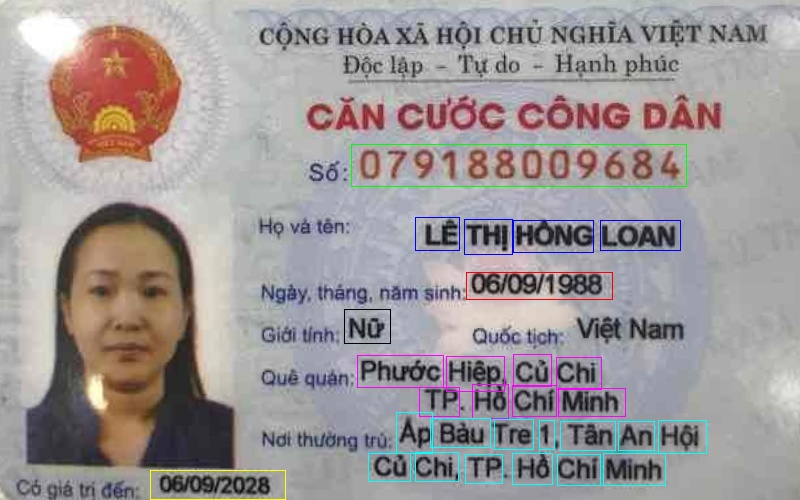 CỘNG HÒA XÃ HỘI CHỦ NGHĨA VIỆT NAM
Độc lập - Tự do - Hạnh phúc
CĂN CƯỚC CÔNG DÂN
Số: 079188009684
Họ và tên: LÊ THỊ HỒNG LOAN
Ngày, tháng, năm sinh: 06/09/1988
Giới tính: Nữ Quốc tịch: Việt Nam
Quê quán: Phước Hiệp, Củ Chi
TP. Hồ Chí Minh
Nơi thường trú: Ấp Bàu Tre 1, Tân An Hội
Củ Chi, TP. Hồ Chí Minh
Có giá trị đến: 06/09/2028
VIỆT NAM